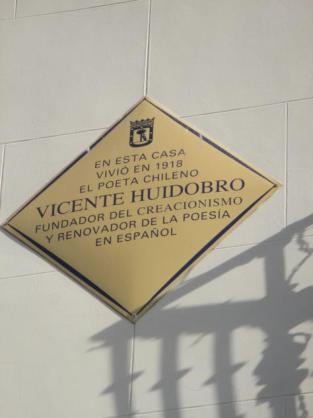 EN ESTA CASA
VIVIÓ EN 1918
EL POETA CHILENO
VICENTE HUIDOBRO
FUNDADOR DEL CREACIONISMO
Y RENOVADOR DE LA POESÍA
EN ESPAÑOL